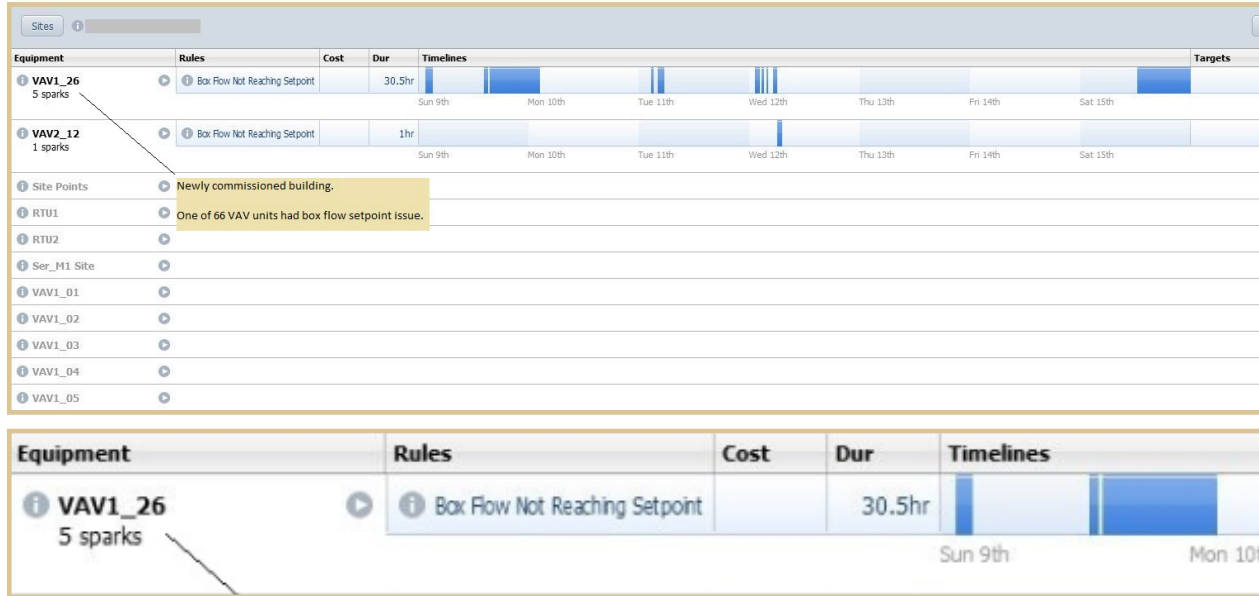 Sites
Equipment Rules Cost Dur Timelines Targets
VAV1_26 Box Flow Not Reaching Setpoint 30.5hr
5 sparks
Sun 9th Mon 10th Tue 11th Wed 12th Thu 13th Fri 14th Sat 15th
VAV2_12 Box Flow Not Reaching Setpoint 1hr
1 sparks
Sun 9th Mon 10th Tue 11th Wed 12th Thu 13th Fri 14th Sat 15th
Site Points
Newly commissioned building.
RTU1
One of 66 VAV units had box flow setpoint issue.
RTU2
Ser_M1 Site
VAV1_01
VAV1_02
VAV1_03
VAV1_04
VAV1_05
Equipment Rules Cost Dur Timelines
VAV1_26 Box Flow Not Reaching Setpoint 30.5hr
5 sparks
Sun 9th Mon 10t